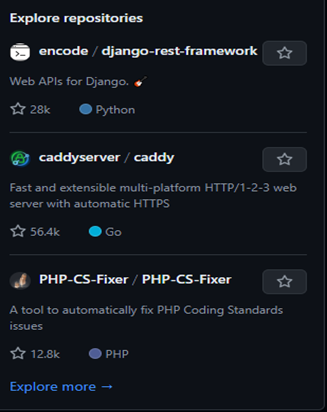 Explore repositories
encode / django-rest-framework
Web APIs for Django. 🎸
28k Python
caddyserver / caddy
Fast and extensible multi-platform HTTP/1-2-3 web
server with automatic HTTPS
56.4k Go
PHP-CS-Fixer / PHP-CS-Fixer
A tool to automatically fix PHP Coding Standards
issues
12.8k PHP
Explore more →